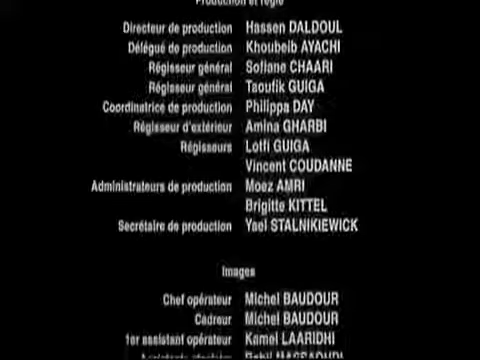 Production et régie
Directeur de production Hassen DALDOUL
Délégué de production Khoubeib AYACHI
Régisseur général Sofiane CHAARI
Régisseur général Taoufik GUIGA
Coordinatrice de production Philippa DAY
Régisseur d'extérieur Amina GHARBI
Régisseurs Lotfi GUIGA
Vincent COUDANNE
Administrateurs de production Moez AMRI
Brigitte KITTEL
Secrétaire de production Yael STALNIKIEWICK
Images
Chef opérateur Michel BAUDOUR
Cadreur Michel BAUDOUR
1er assistant opérateur Kamel LAARIDHI